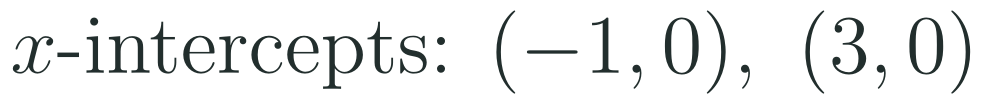 x-intercepts: (−1, 0), (3, 0)